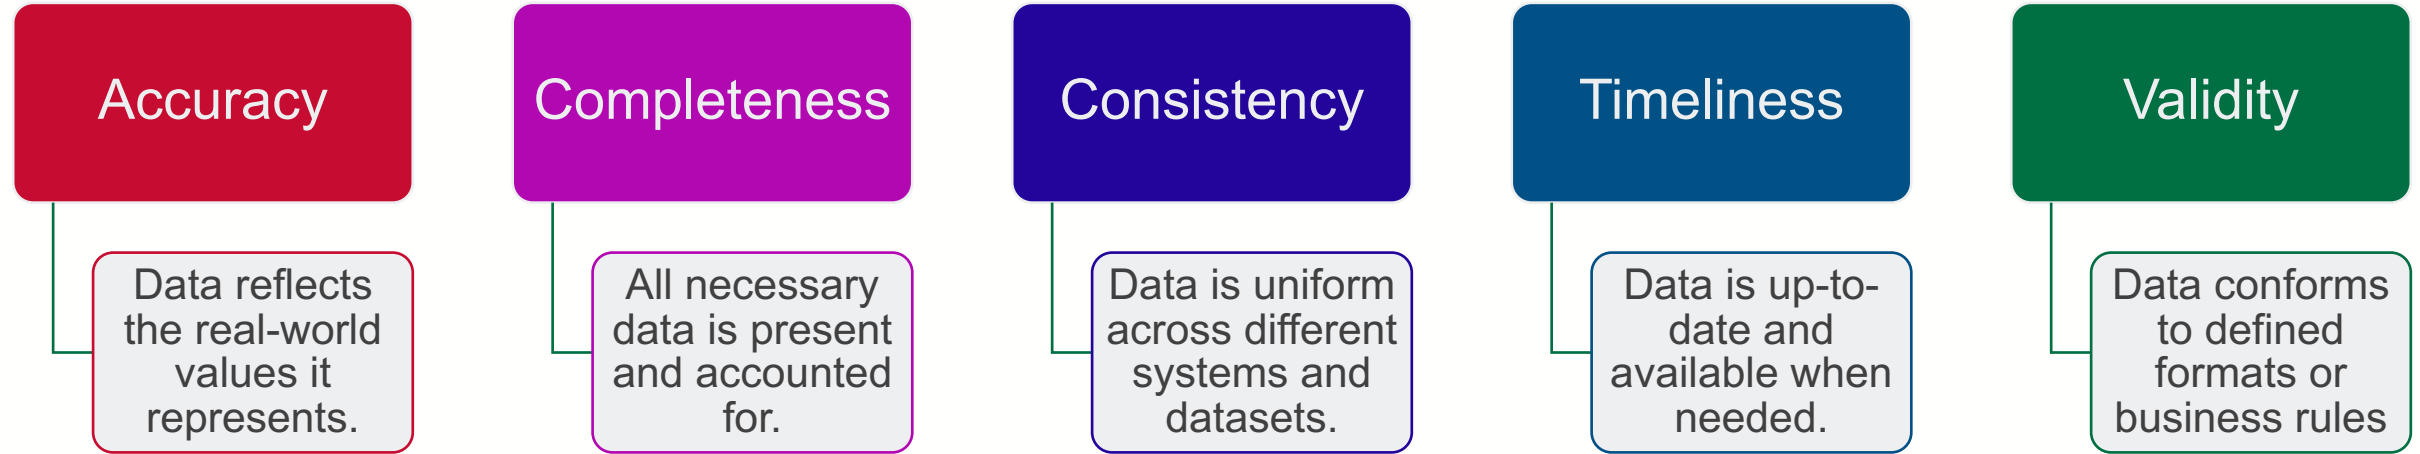 Accuracy
Data reflects
the real-world
values it
represents.
Completeness
All necessary
data is present
and accounted
for.
Consistency
Data is uniform
across different
systems and
datasets.
Timeliness
Data is up-to-
date and
available when
needed.
Validity
Data conforms
to defined
formats or
business rules